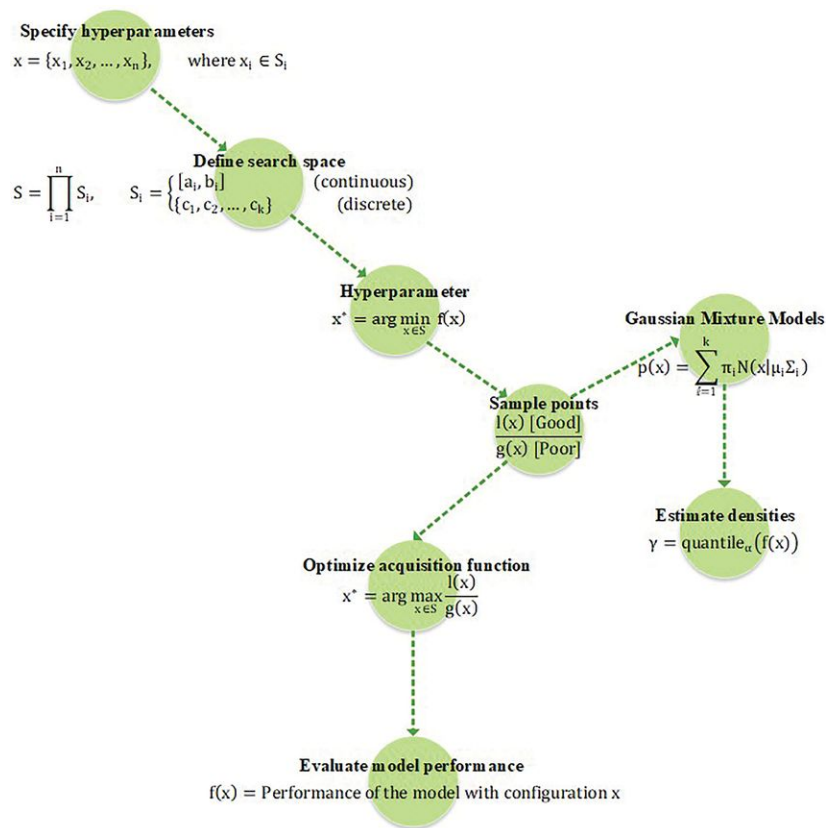 Specify hyperparameters
x = {x₁, x₂, ..., xₙ}, where xᵢ ∈ Sᵢ
Define search space
S = ∏ᵢ₌₁ⁿ Sᵢ, Sᵢ = { [aᵢ, bᵢ] (continuous)
{c₁, c₂, ..., cₖ} (discrete)
Hyperparameter
x* = arg min x∈S f(x)
Gaussian Mixture Models
p(x) = ∑ᵢ₌₁ᵏ πᵢN(x|μᵢΣᵢ)
Sample points
l(x) [Good]
g(x) [Poor]
Estimate densities
γ = quantile_α(f(x))
Optimize acquisition function
x* = arg max x∈S l(x)/g(x)
Evaluate model performance
f(x) = Performance of the model with configuration x